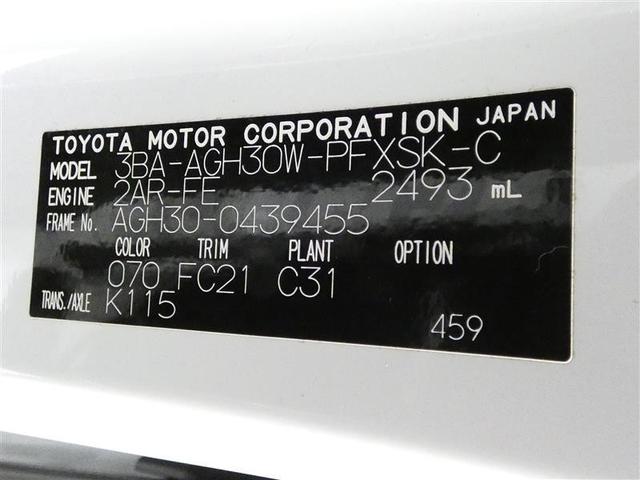 TOYOTA MOTOR CORPORATION JAPAN
MODEL 3BA-AGH30W-PFXSK-C
ENGINE 2AR-FE 2493 mL
FRAME No. AGH30-0439455
COLOR TRIM PLANT OPTION
070 FC21 C31
TRANS./AXLE K115
459